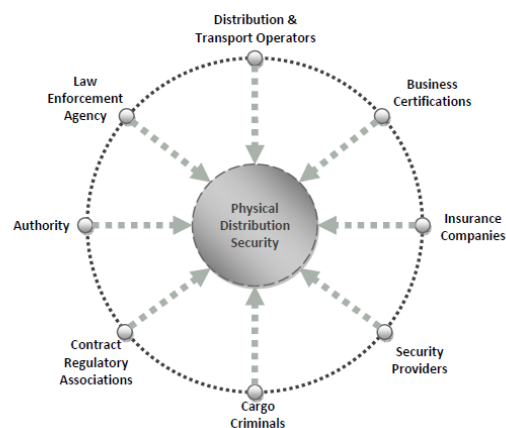 Distribution &
Transport Operators
Law
Enforcement
Agency
Business
Certifications
Physical
Distribution
Security
Authority
Insurance
Companies
Contract
Regulatory
Associations
Security
Providers
Cargo
Criminals